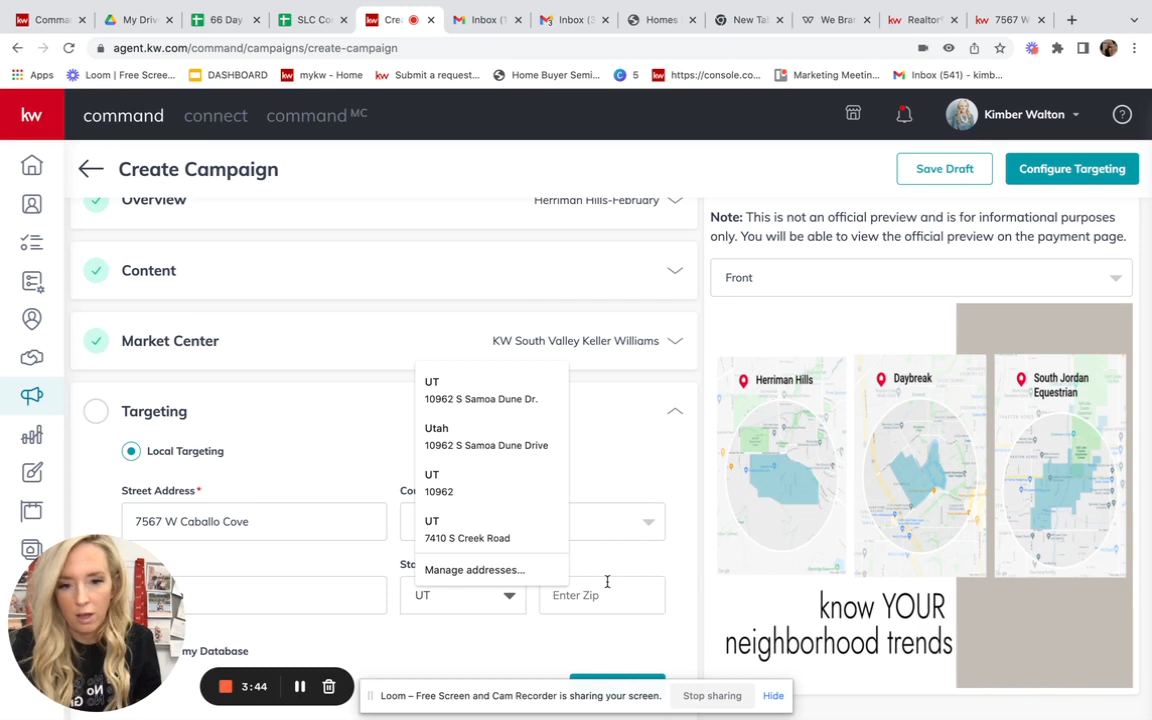 Comma
My Driv
66 Day
SLC Co
Crea
Inbox (1
Inbox (3
Homes
New Ta
We Bra
Realtor®
7567 W
agent.kw.com/command/campaigns/create-campaign
Apps
Loom | Free Scree...
DASHBOARD
mykw - Home
Submit a request...
Home Buyer Semi...
5
https://console.co...
Marketing Meetin...
Inbox (541) - kimb...
kw
command
connect
command MC
Kimber Walton
Create Campaign
Save Draft
Configure Targeting
Overview
Herriman Hills-February
Content
Market Center
KW South Valley Keller Williams
Targeting
Local Targeting
Street Address*
Cou
7567 W Caballo Cove
UT
10962 S Samoa Dune Dr.
Utah
10962 S Samoa Dune Drive
UT
10962
UT
7410 S Creek Road
Manage addresses...
Sta
UT
Enter Zip
my Database
Note: This is not an official preview and is for informational purposes
only. You will be able to view the official preview on the payment page.
Front
Herriman Hills
Daybreak
South Jordan
Equestrian
know YOUR
neighborhood trends
3:44
Loom – Free Screen and Cam Recorder is sharing your screen.
Stop sharing
Hide